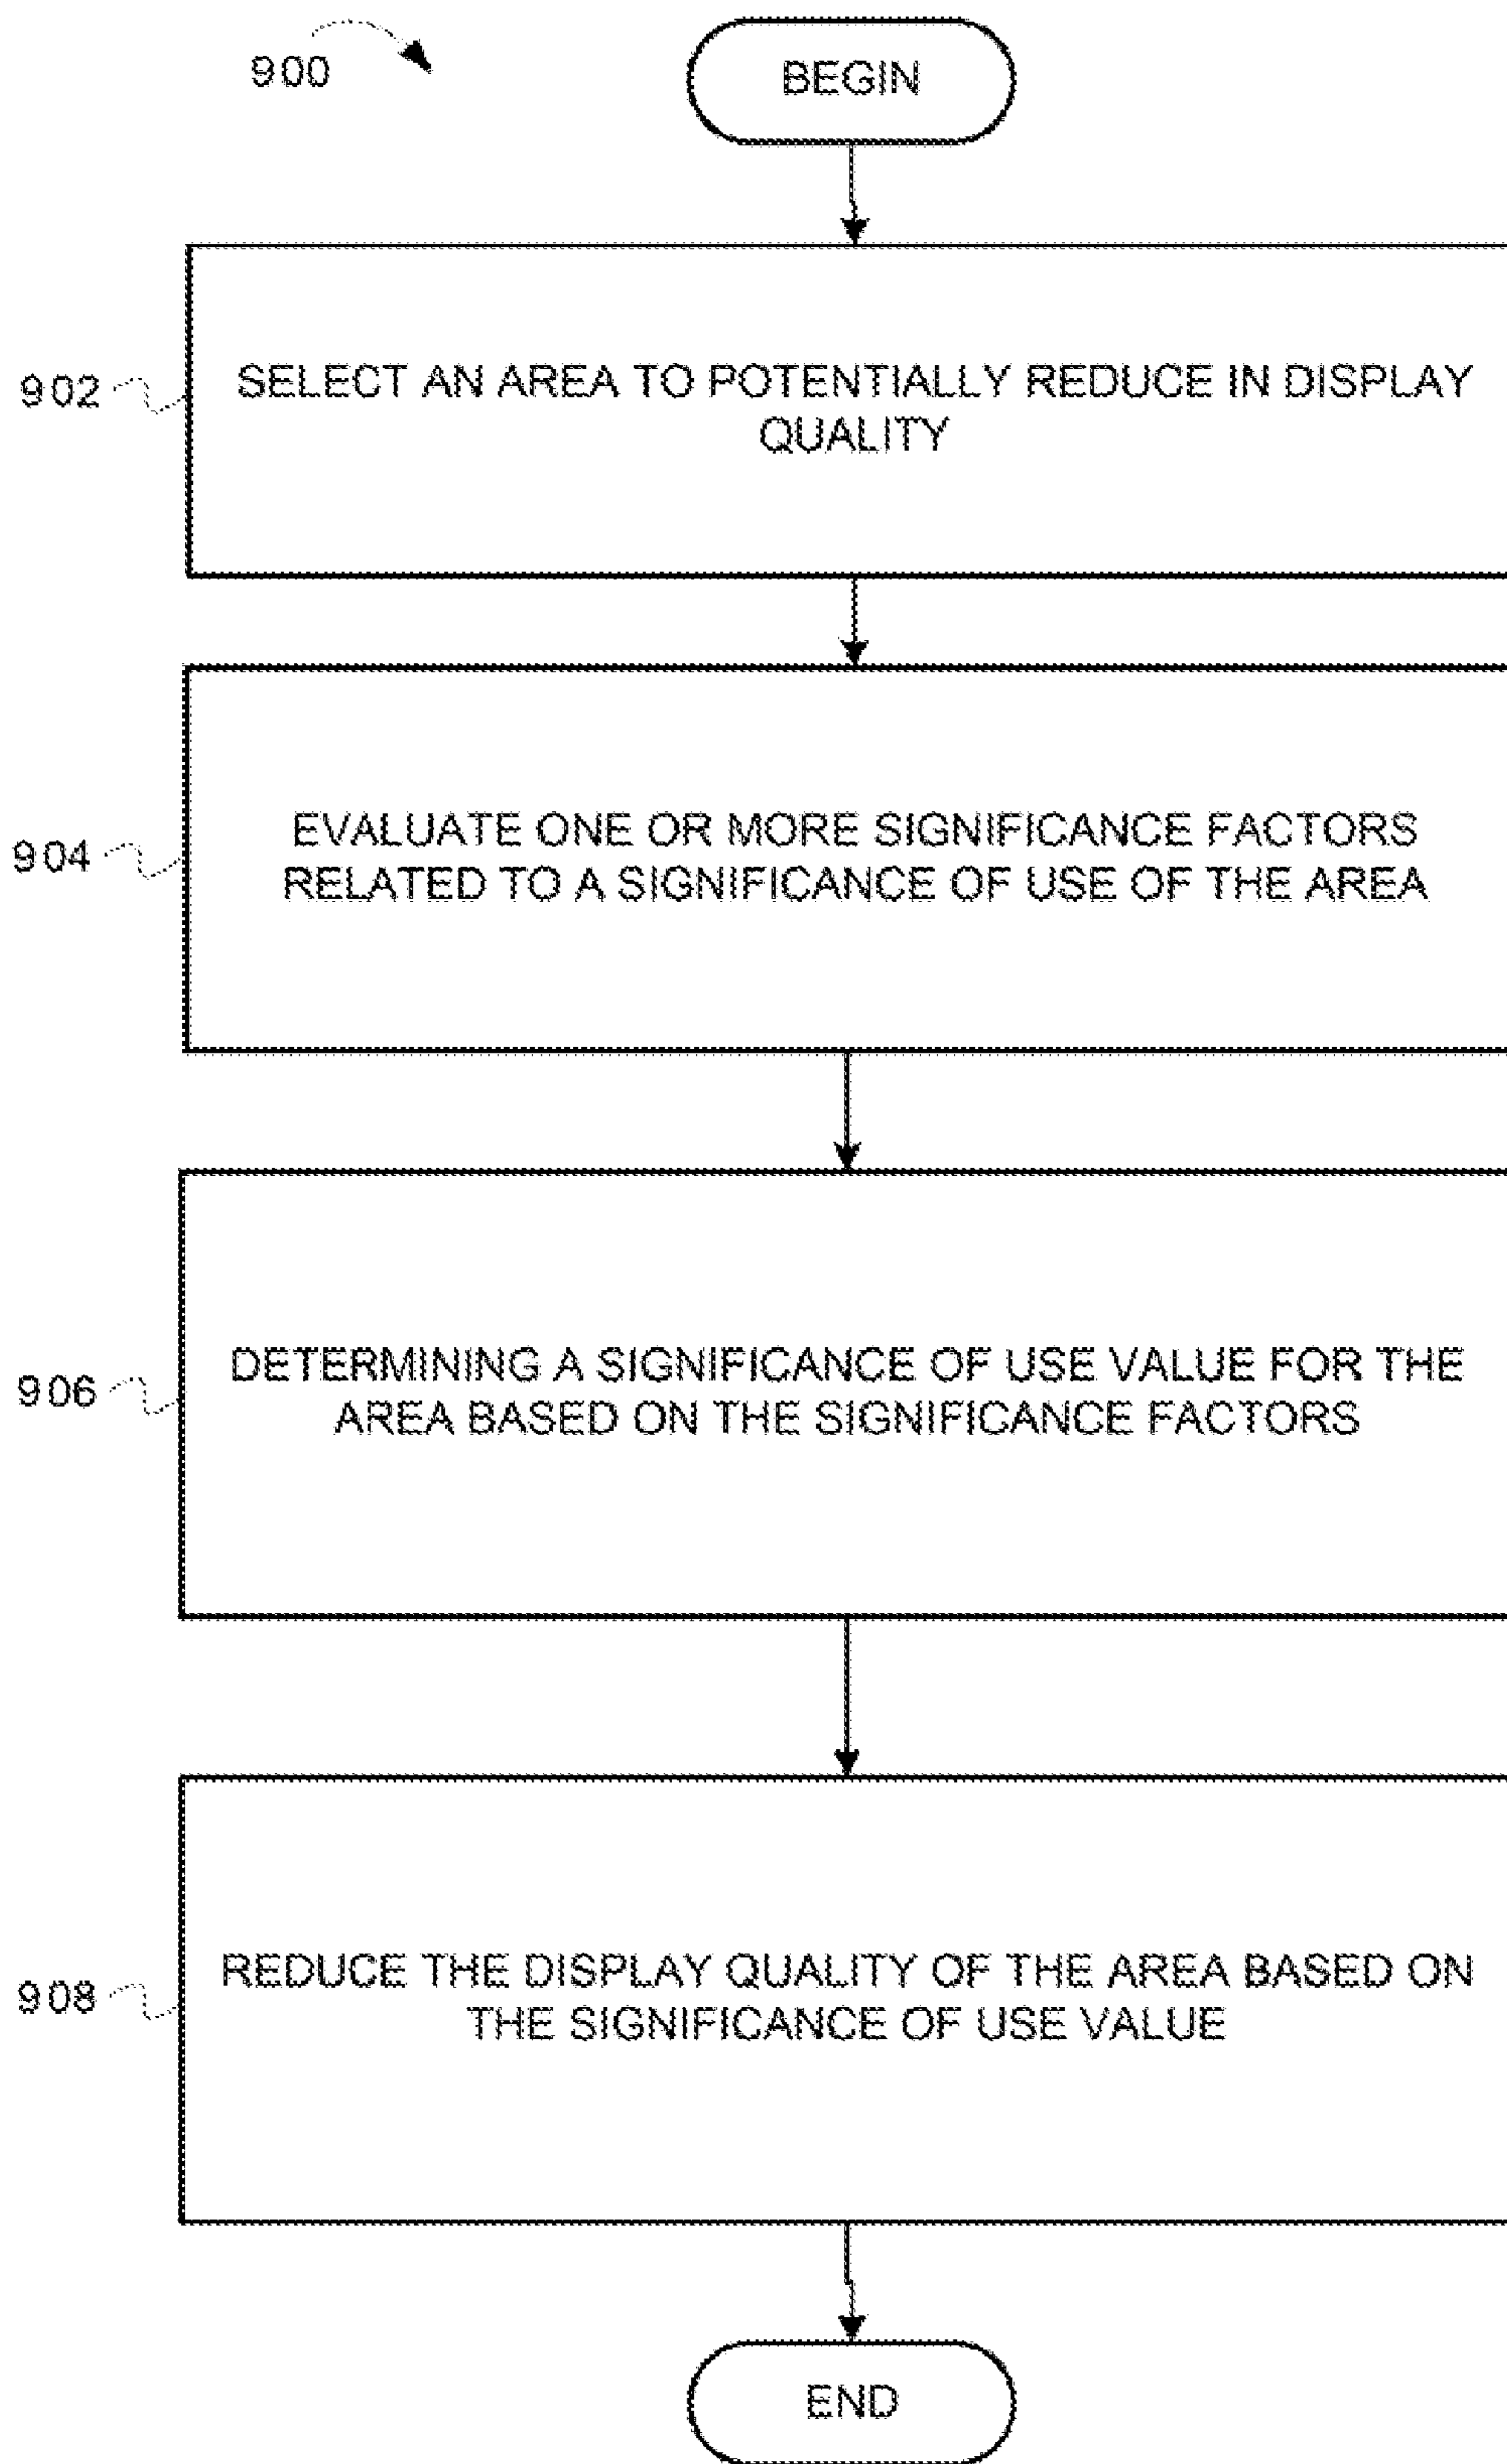 900
BEGIN
902
SELECT AN AREA TO POTENTIALLY REDUCE IN DISPLAY
QUALITY
904
EVALUATE ONE OR MORE SIGNIFICANCE FACTORS
RELATED TO A SIGNIFICANCE OF USE OF THE AREA
906
DETERMINING A SIGNIFICANCE OF USE VALUE FOR THE
AREA BASED ON THE SIGNIFICANCE FACTORS
908
REDUCE THE DISPLAY QUALITY OF THE AREA BASED ON
THE SIGNIFICANCE OF USE VALUE
END